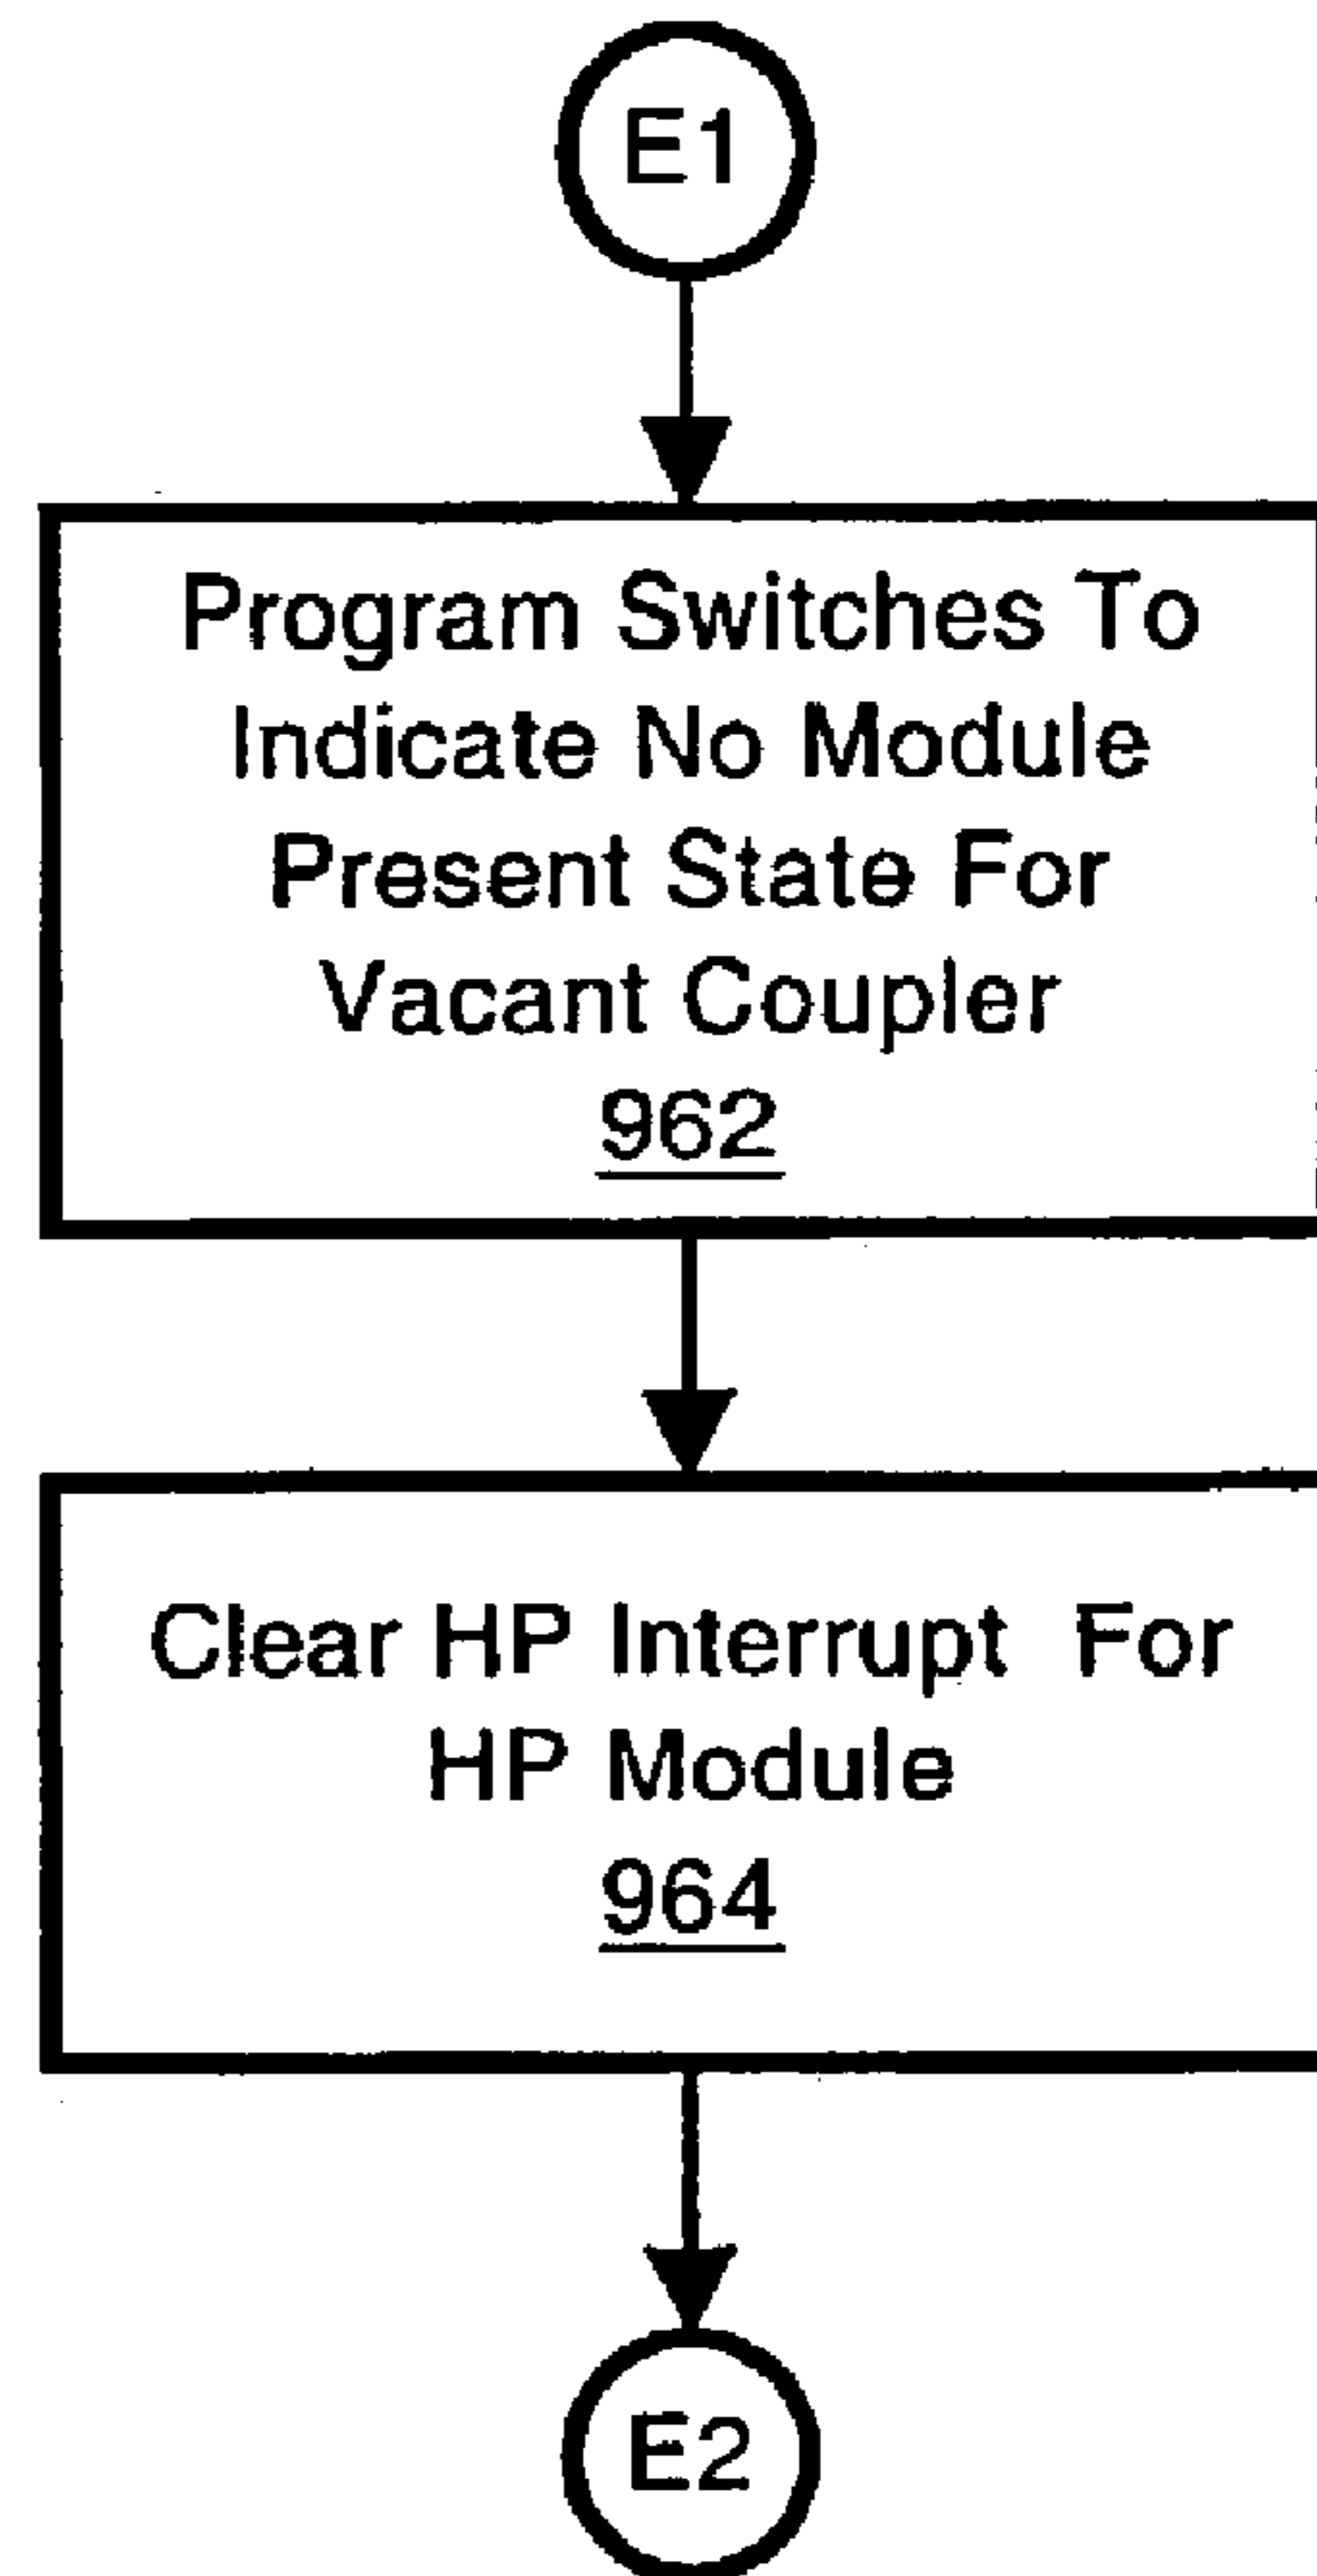 E1
Program Switches To
Indicate No Module
Present State For
Vacant Coupler
962
Clear HP Interrupt For
HP Module
964
E2